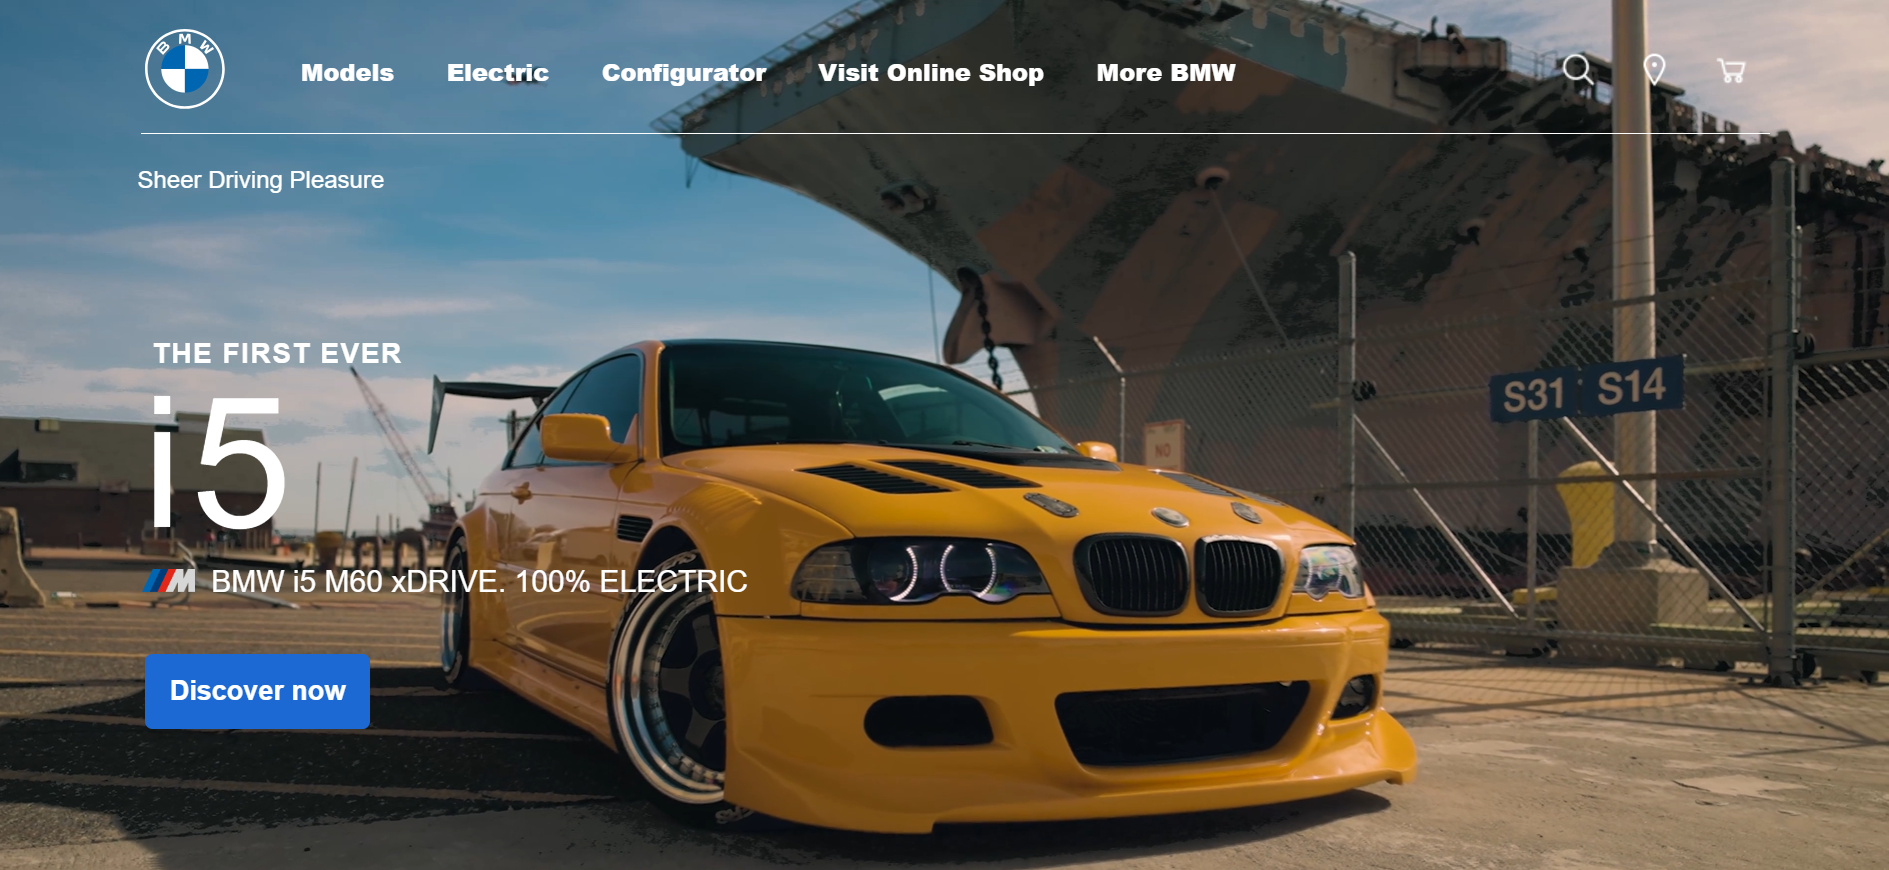 BMW
Models Electric Configurator Visit Online Shop More BMW
Sheer Driving Pleasure
THE FIRST EVER
i5
M BMW i5 M60 xDRIVE. 100% ELECTRIC
Discover now
S31 S14
NO